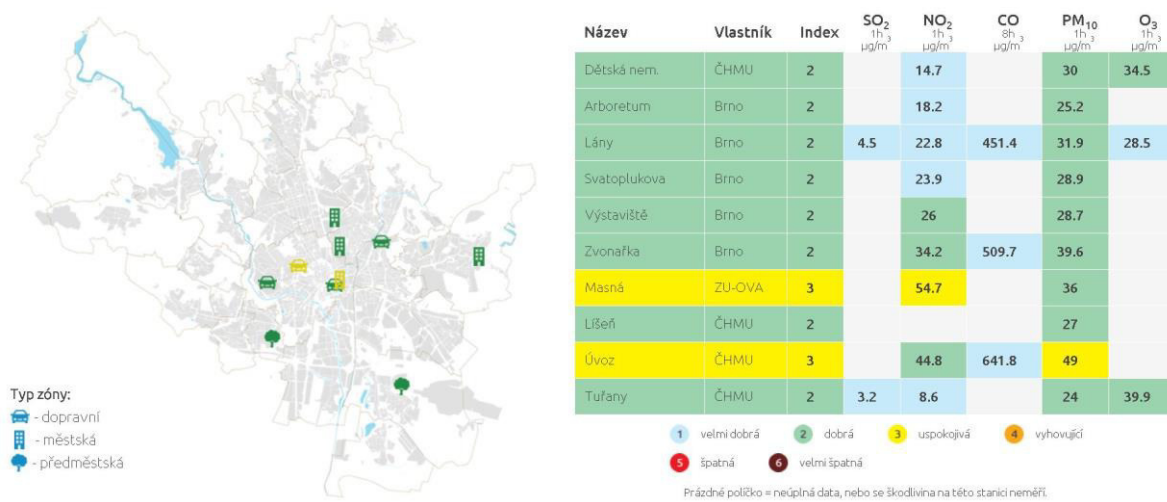 Typ zóny:
- dopravní
- městská
- předměstská
Název Vlastník Index SO2 1h µg/m3 NO2 1h µg/m3 CO 8h µg/m3 PM10 1h µg/m3 O3 1h µg/m3
Dětská nem. ČHMU 2 14.7 30 34.5
Arboretum Brno 2 18.2 25.2
Lány Brno 2 4.5 22.8 451.4 31.9 28.5
Svatoplukova Brno 2 23.9 28.9
Výstaviště Brno 2 26 28.7
Zvonařka Brno 2 34.2 509.7 39.6
Masná ZU-OVA 3 54.7 36
Líšeň ČHMU 2 27
Úvoz ČHMU 3 44.8 641.8 49
Tuřany ČHMU 2 3.2 8.6 24 39.9
1 velmi dobrá 2 dobrá 3 uspokojivá 4 vyhovující
5 špatná 6 velmi špatná
Prázdné políčko = neúplná data, nebo se škodlivina na této stanici neměří.